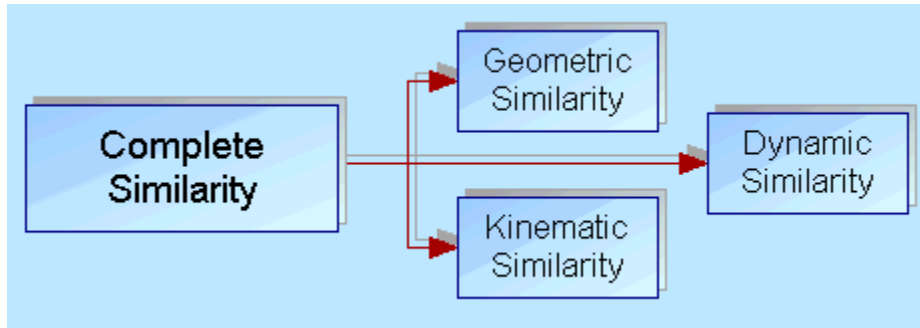 Complete
Similarity
Geometric
Similarity
Kinematic
Similarity
Dynamic
Similarity